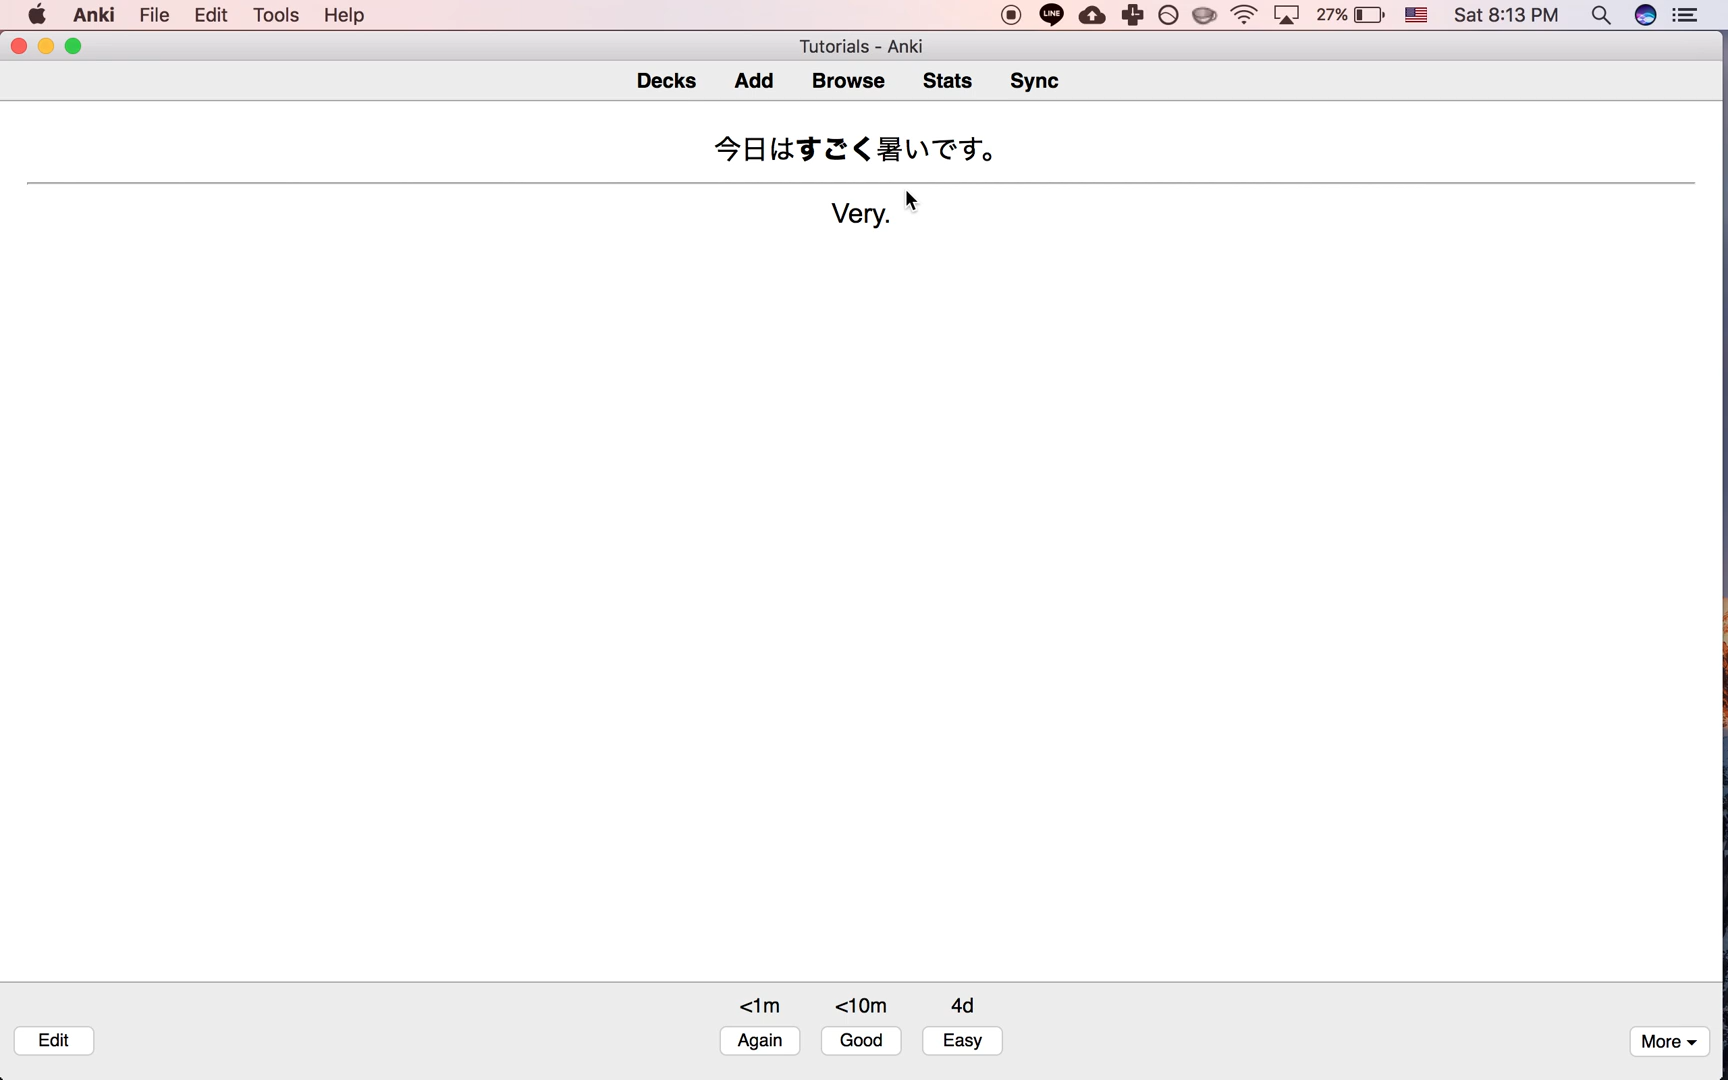 Anki File Edit Tools Help LINE 27% Sat 8:13 PM
Tutorials - Anki
Decks Add Browse Stats Sync
今日はすごく暑いです。
Very.
<1m <10m 4d
Edit Again Good Easy More